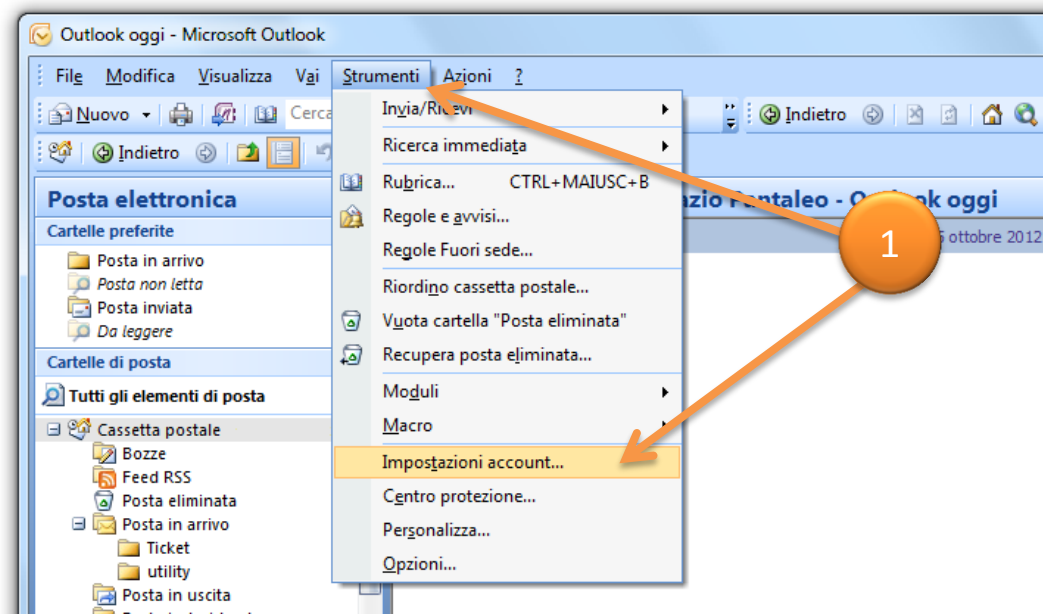 Outlook oggi - Microsoft Outlook
File Modifica Visualizza Vai Strumenti Azioni ?
Nuovo Cerca Indietro
Indietro
Invia/Ricevi
Ricerca immediata
Rubrica... CTRL+MAIUSC+B
Regole e avvisi...
Regole Fuori sede...
Riordino cassetta postale...
Vuota cartella "Posta eliminata"
Recupera posta eliminata...
Moduli
Macro
Impostazioni account...
Centro protezione...
Personalizza...
Opzioni...
Posta elettronica
Cartelle preferite
Posta in arrivo
Posta non letta
Posta inviata
Da leggere
Cartelle di posta
Tutti gli elementi di posta
Cassetta postale
Bozze
Feed RSS
Posta eliminata
Posta in arrivo
Ticket
utility
Posta in uscita
zio Pantaleo - Outlook oggi
ottobre 2012
1